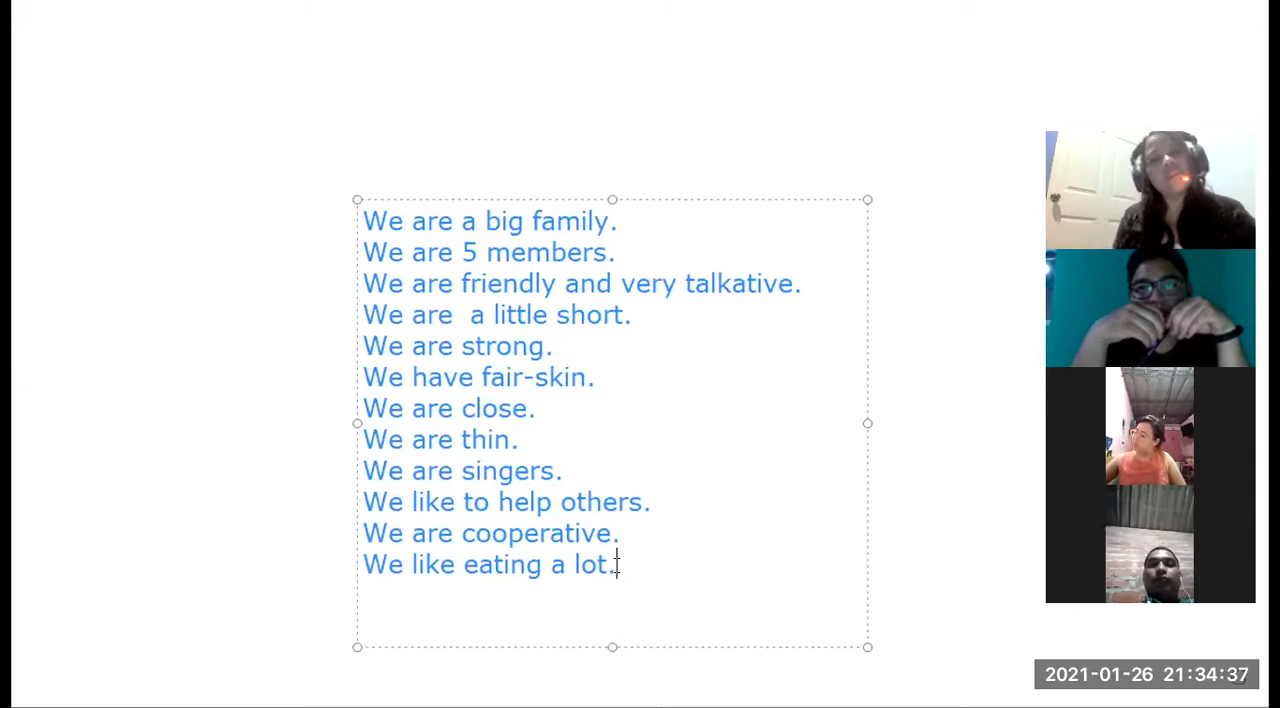 We are a big family.
We are 5 members.
We are friendly and very talkative.
We are  a little short.
We are strong.
We have fair-skin.
We are close.
We are thin.
We are singers.
We like to help others.
We are cooperative.
We like eating a lot.
2021-01-26 21:34:37